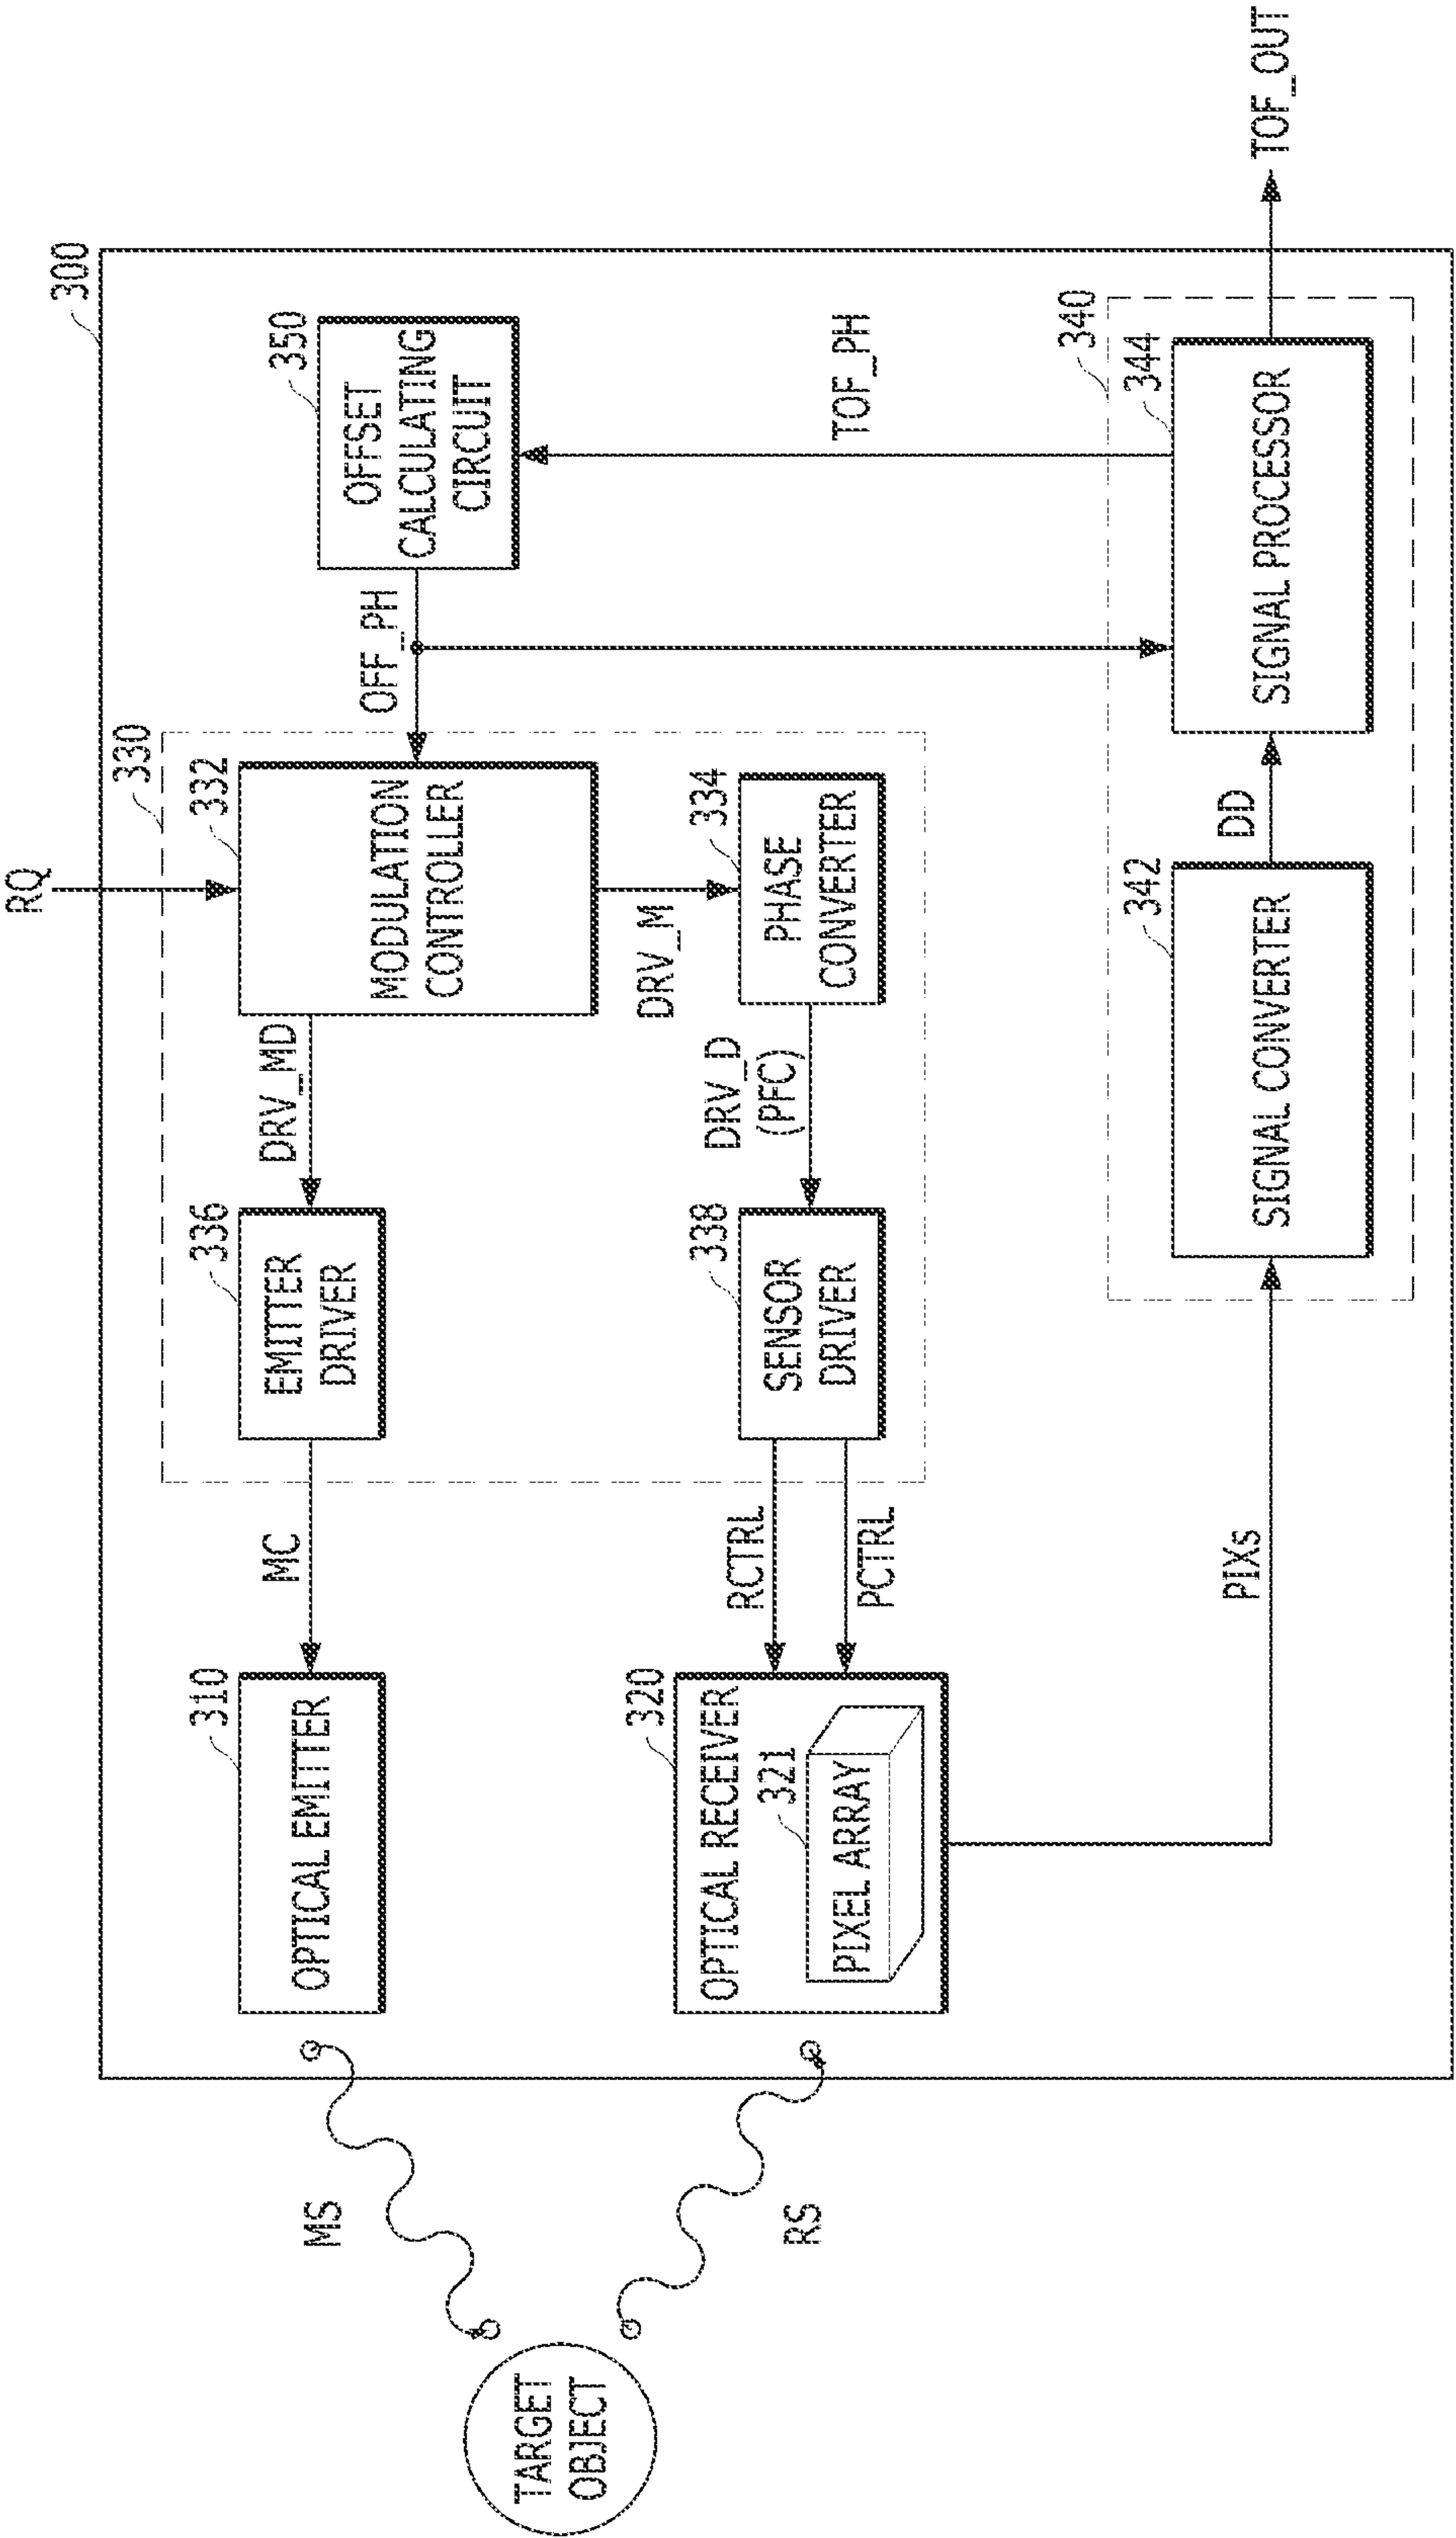 300
RQ
330
332
MODULATION
CONTROLLER
350
OFFSET
CALCULATING
CIRCUIT
OFF_PH
310
OPTICAL EMITTER
MC
336
EMITTER
DRIVER
DRV_MD
DRV_M
334
PHASE
CONVERTER
DRV_D
(PFC)
338
SENSOR
DRIVER
RCTRL
PCTRL
320
OPTICAL RECEIVER
321
PIXEL ARRAY
TARGET
OBJECT
MS
RS
TOF_PH
340
342
SIGNAL CONVERTER
DD
344
SIGNAL PROCESSOR
PIXs
TOF_OUT